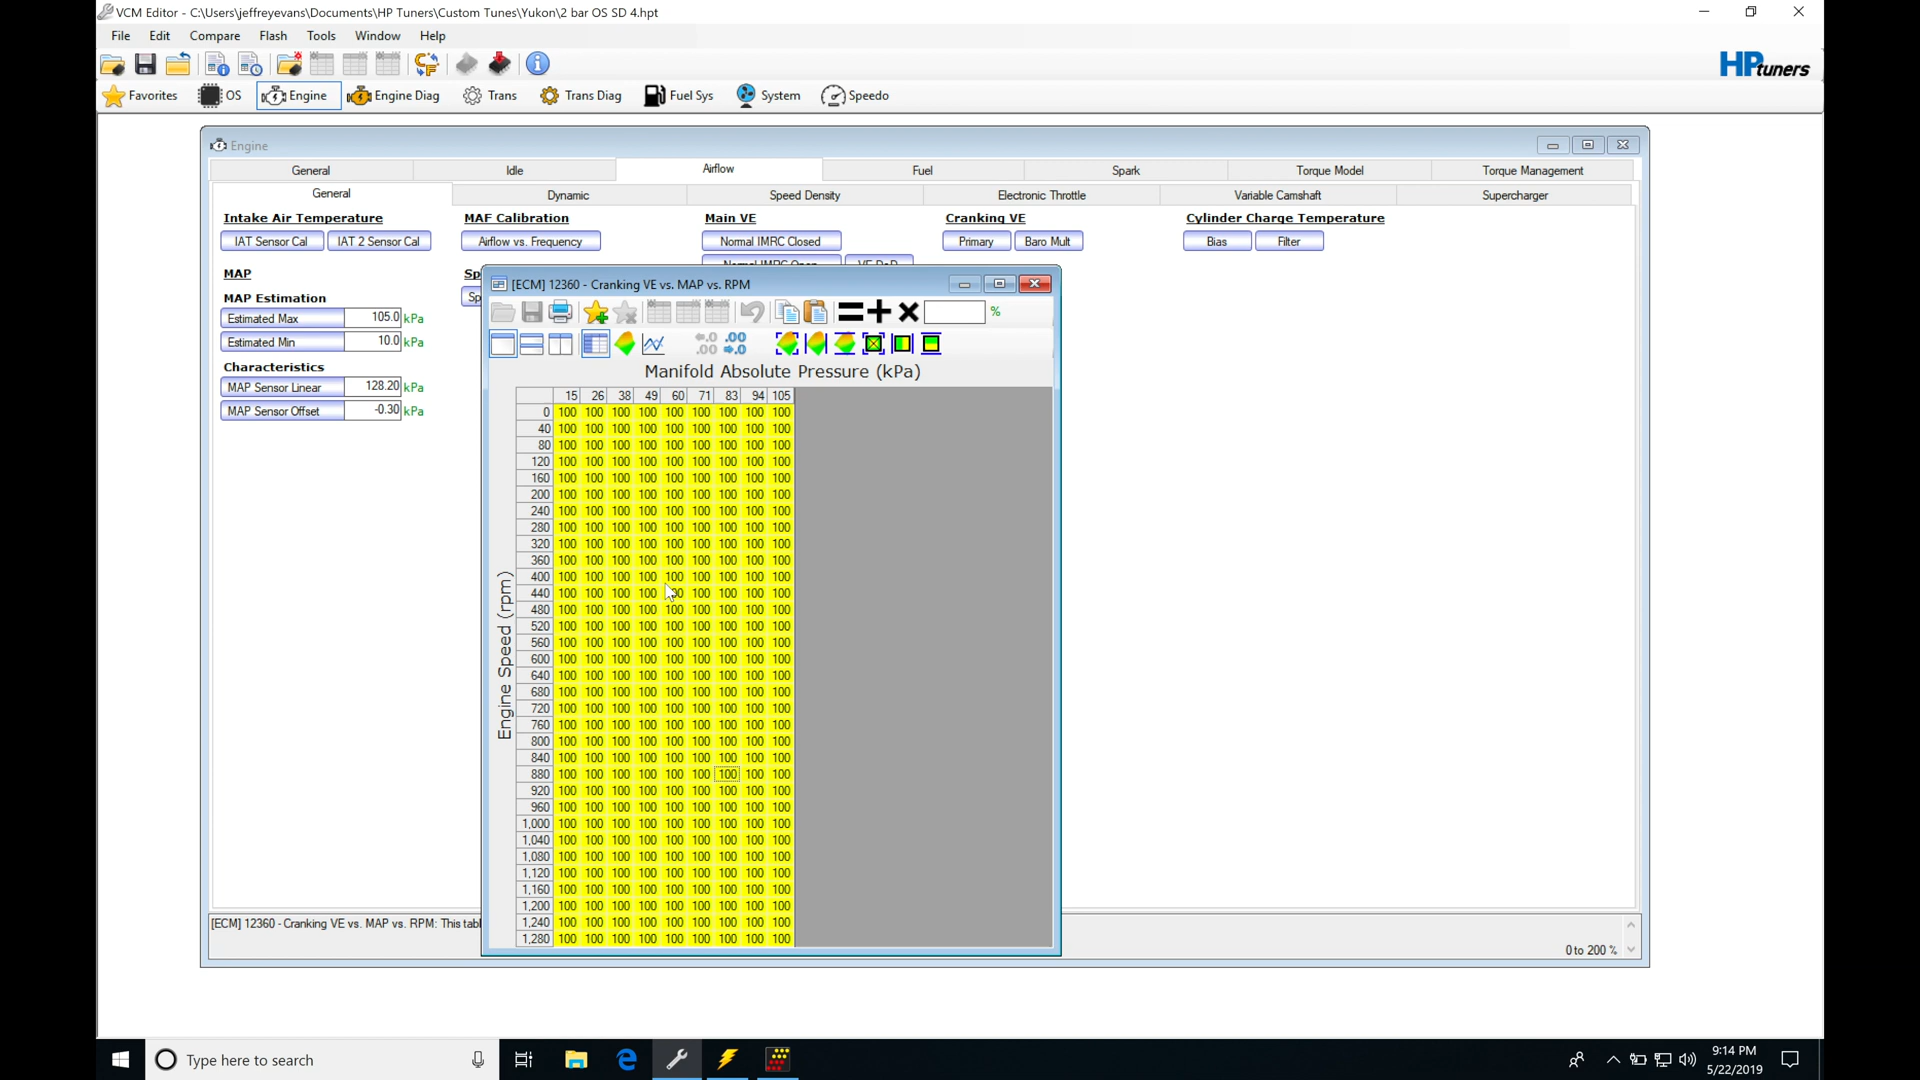 VCM Editor - C:\Users\jeffreyevans\Documents\HP Tuners\Custom Tunes\Yukon\2 bar OS SD 4.hpt
File Edit Compare Flash Tools Window Help
HPtuners
Favorites OS Engine Engine Diag Trans Trans Diag Fuel Sys System Speedo
Engine
General Idle Airflow Fuel Spark Torque Model Torque Management
General Dynamic Speed Density Electronic Throttle Variable Camshaft Supercharger
Intake Air Temperature MAF Calibration Main VE Cranking VE Cylinder Charge Temperature
IAT Sensor Cal IAT 2 Sensor Cal Airflow vs. Frequency Normal IMRC Closed Primary Baro Mult Bias Filter
MAP
MAP Estimation
Estimated Max 105.0 kPa
Estimated Min 10.0 kPa
Characteristics
MAP Sensor Linear 128.20 kPa
MAP Sensor Offset -0.30 kPa
[ECM] 12360 - Cranking VE vs. MAP vs. RPM
%
Manifold Absolute Pressure (kPa)
Engine Speed (rpm)
15 26 38 49 60 71 83 94 105
0 100 100 100 100 100 100 100 100 100
40 100 100 100 100 100 100 100 100 100
80 100 100 100 100 100 100 100 100 100
120 100 100 100 100 100 100 100 100 100
160 100 100 100 100 100 100 100 100 100
200 100 100 100 100 100 100 100 100 100
240 100 100 100 100 100 100 100 100 100
280 100 100 100 100 100 100 100 100 100
320 100 100 100 100 100 100 100 100 100
360 100 100 100 100 100 100 100 100 100
400 100 100 100 100 100 100 100 100 100
440 100 100 100 100 100 100 100 100
480 100 100 100 100 100 100 100 100 100
520 100 100 100 100 100 100 100 100 100
560 100 100 100 100 100 100 100 100 100
600 100 100 100 100 100 100 100 100 100
640 100 100 100 100 100 100 100 100 100
680 100 100 100 100 100 100 100 100 100
720 100 100 100 100 100 100 100 100 100
760 100 100 100 100 100 100 100 100 100
800 100 100 100 100 100 100 100 100 100
840 100 100 100 100 100 100 100 100 100
880 100 100 100 100 100 100 100 100 100
920 100 100 100 100 100 100 100 100 100
960 100 100 100 100 100 100 100 100 100
1,000 100 100 100 100 100 100 100 100 100
1,040 100 100 100 100 100 100 100 100 100
1,080 100 100 100 100 100 100 100 100 100
1,120 100 100 100 100 100 100 100 100 100
1,160 100 100 100 100 100 100 100 100 100
1,200 100 100 100 100 100 100 100 100 100
1,240 100 100 100 100 100 100 100 100 100
1,280 100 100 100 100 100 100 100 100 100
[ECM] 12360 - Cranking VE vs. MAP vs. RPM: This
0 to 200 %
Type here to search
9:14 PM
5/22/2019